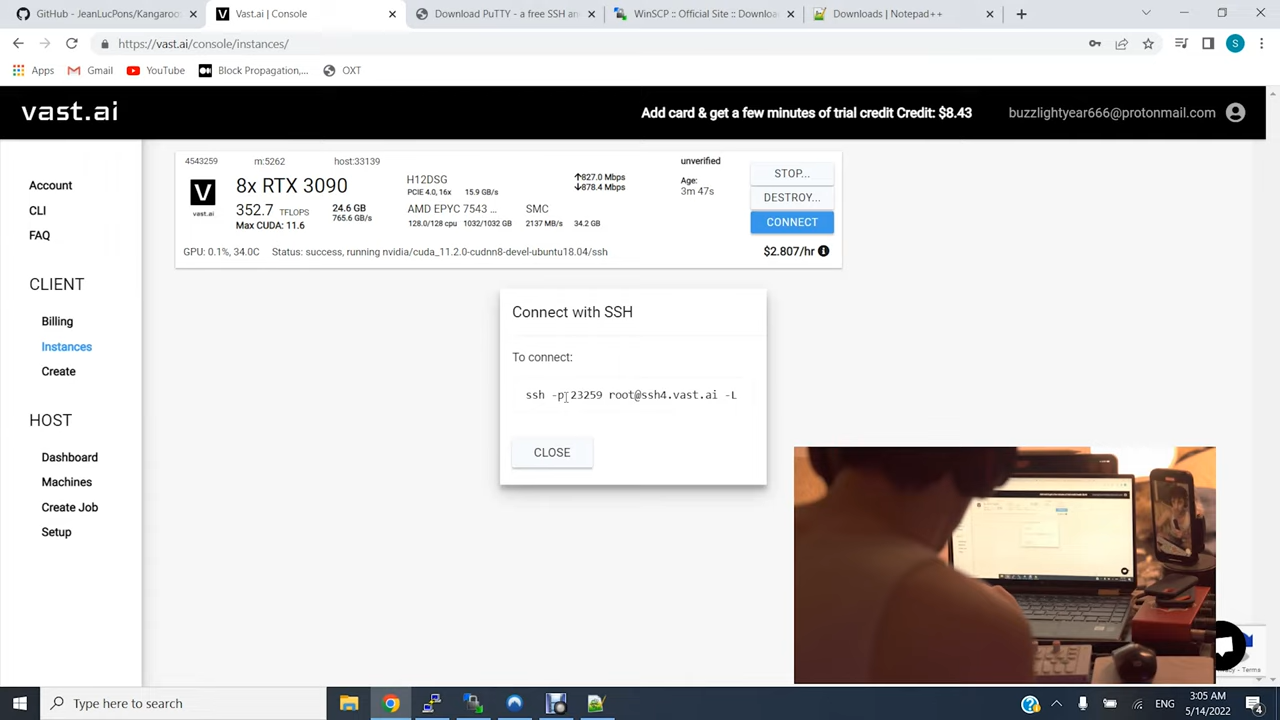 GitHub - JeanLucPons/Kangaroo
Vast.ai | Console
Download PuTTY - a free SSH an
WinSCP :: Official Site :: Downloa
Downloads | Notepad++
https://vast.ai/console/instances/
S
Apps
Gmail
YouTube
Block Propagation,...
OXT
vast.ai
Add card & get a few minutes of trial credit Credit: $8.43
buzzlightyear666@protonmail.com
Account
CLI
FAQ
CLIENT
Billing
Instances
Create
HOST
Dashboard
Machines
Create Job
Setup
4543259
m:5262
host:33139
V
vast.ai
8x RTX 3090
352.7 TFLOPS
Max CUDA: 11.6
24.6 GB
765.6 GB/s
H12DSG
PCIE 4.0, 16x 15.9 GB/s
AMD EPYC 7543 ...
128.0/128 cpu 1032/1032 GB
↑827.0 Mbps
↓878.4 Mbps
SMC
2137 MB/s 34.2 GB
unverified
Age:
3m 47s
STOP...
DESTROY...
CONNECT
$2.807/hr
GPU: 0.1%, 34.0C Status: success, running nvidia/cuda_11.2.0-cudnn8-devel-ubuntu18.04/ssh
Connect with SSH
To connect:
ssh -p 23259 root@ssh4.vast.ai -L
CLOSE
- Terms
Type here to search
3:05 AM
5/14/2022
4